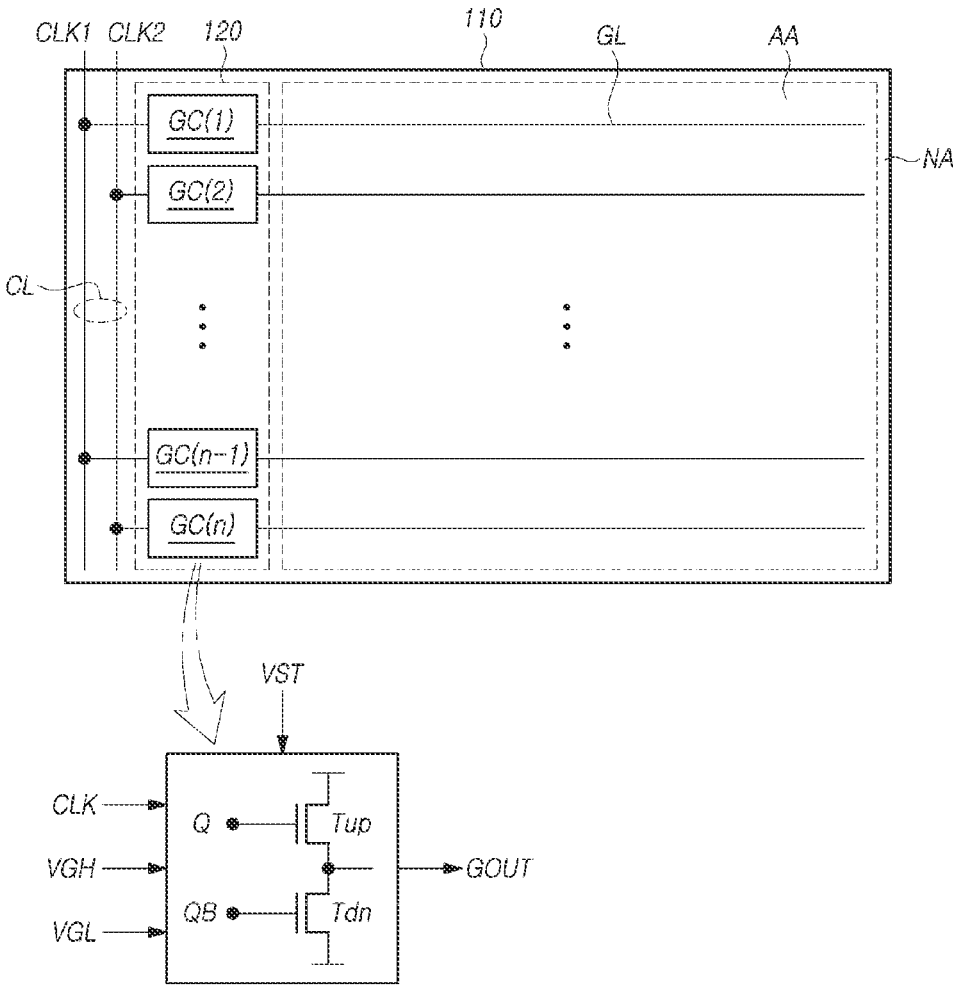 CLK1 CLK2 120 110 GL AA
GC(1)
NA
GC(2)
CL
GC(n-1)
GC(n)
VST
CLK
Q Tup
VGH GOUT
QB Tdn
VGL